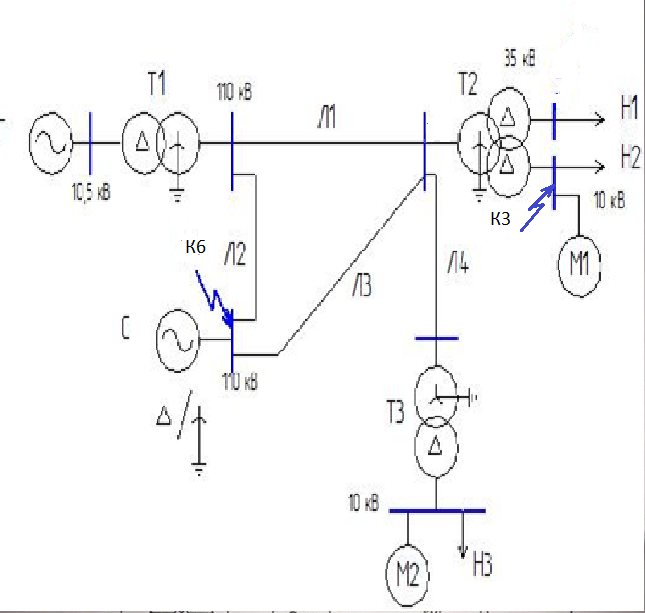 35 кВ
Т1
110 кВ
Л1
Т2
Н1
Н2
10,5 кВ
К3
10 кВ
М1
К6
Л2
Л3
Л4
С
110 кВ
Т3
10 кВ
М2
Н3